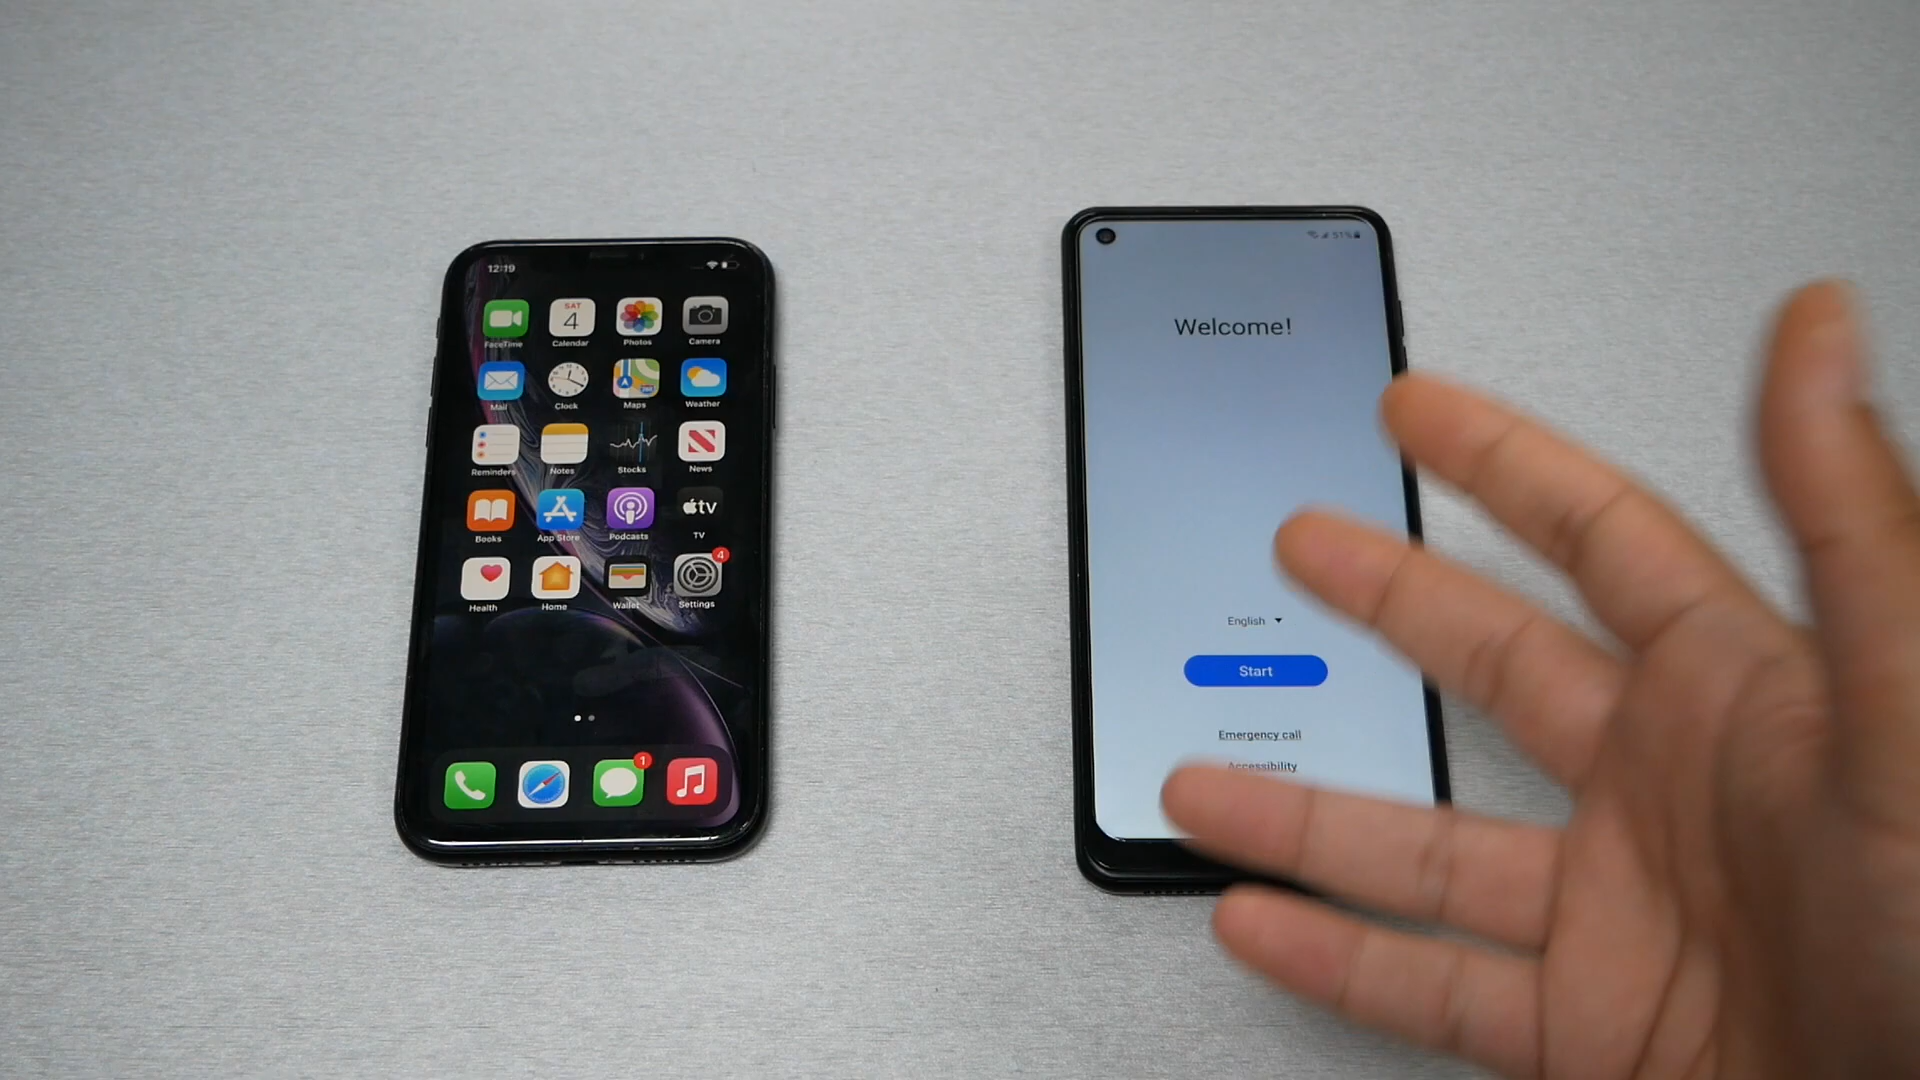 12:19
SAT
4
FaceTime
Calendar
Photos
Camera
Mail
Clock
Maps
Weather
Reminders
Notes
Stocks
News
tv
Books
App Store
Podcasts
TV
4
Health
Home
Wallet
Settings
1
51%
Welcome!
English
Start
Emergency call
Accessibility